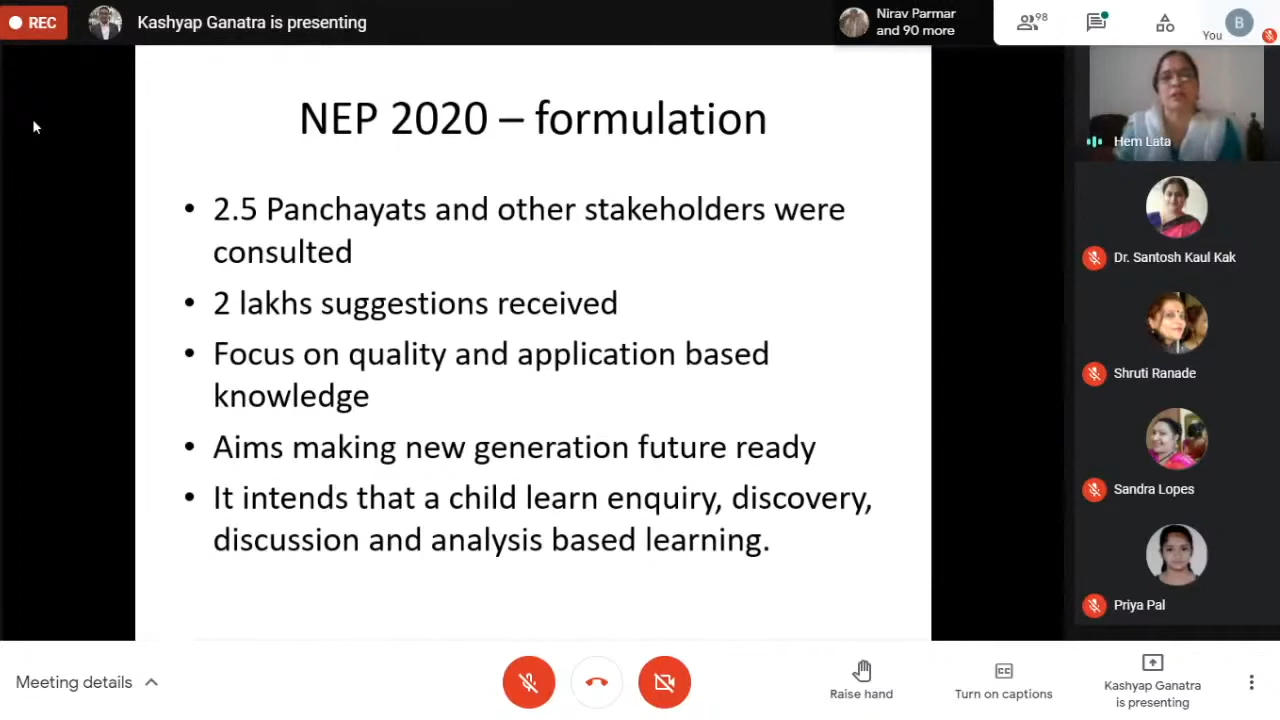 REC
Kashyap Ganatra is presenting
Nirav Parmar
and 90 more
98
B
You
NEP 2020 – formulation
• 2.5 Panchayats and other stakeholders were
consulted
• 2 lakhs suggestions received
• Focus on quality and application based
knowledge
• Aims making new generation future ready
• It intends that a child learn enquiry, discovery,
discussion and analysis based learning.
Hem Lata
Dr. Santosh Kaul Kak
Shruti Ranade
Sandra Lopes
Priya Pal
Meeting details
Raise hand
CC
Turn on captions
Kashyap Ganatra
is presenting